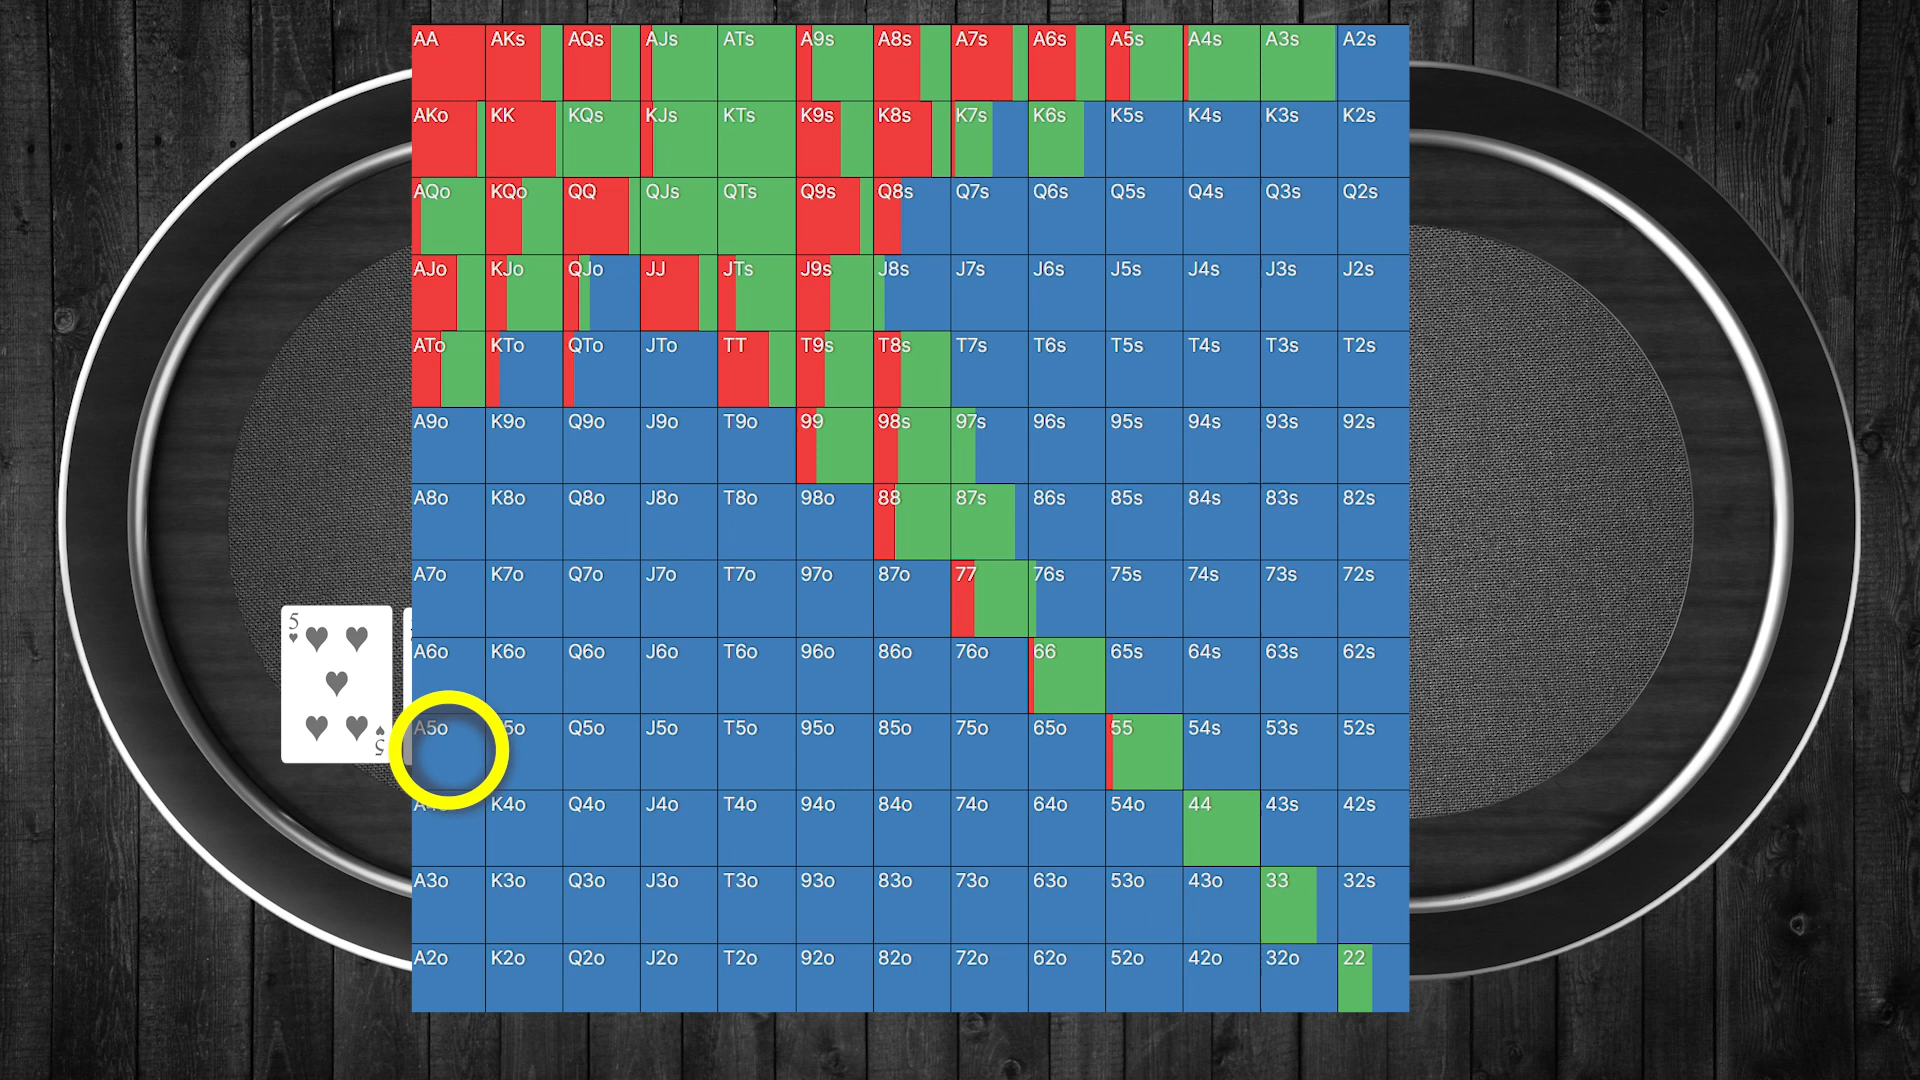 AA AKs AQs AJs ATs A9s A8s A7s A6s A5s A4s A3s A2s
AKo KK KQs KJs KTs K9s K8s K7s K6s K5s K4s K3s K2s
AQo KQo QQ QJs QTs Q9s Q8s Q7s Q6s Q5s Q4s Q3s Q2s
AJo KJo QJo JJ JTs J9s J8s J7s J6s J5s J4s J3s J2s
ATo KTo QTo JTo TT T9s T8s T7s T6s T5s T4s T3s T2s
A9o K9o Q9o J9o T9o 99 98s 97s 96s 95s 94s 93s 92s
A8o K8o Q8o J8o T8o 98o 88 87s 86s 85s 84s 83s 82s
A7o K7o Q7o J7o T7o 97o 87o 77 76s 75s 74s 73s 72s
5
A6o K6o Q6o J6o T6o 96o 86o 76o 66 65s 64s 63s 62s
A5o 5o Q5o J5o T5o 95o 85o 75o 65o 55 54s 53s 52s
5
K4o Q4o J4o T4o 94o 84o 74o 64o 54o 44 43s 42s
A3o K3o Q3o J3o T3o 93o 83o 73o 63o 53o 43o 33 32s
A2o K2o Q2o J2o T2o 92o 82o 72o 62o 52o 42o 32o 22